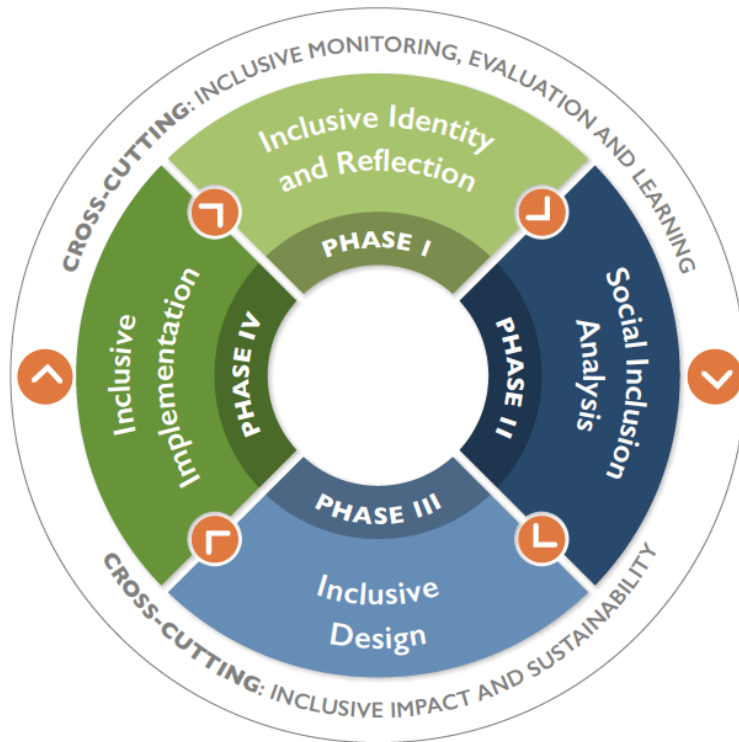 CROSS-CUTTING: INCLUSIVE MONITORING, EVALUATION AND LEARNING
Inclusive Identity
and Reflection
PHASE I
Social Inclusion
Analysis
PHASE II
PHASE III
Inclusive
Design
Inclusive
Implementation
PHASE IV
CROSS-CUTTING: INCLUSIVE IMPACT AND SUSTAINABILITY